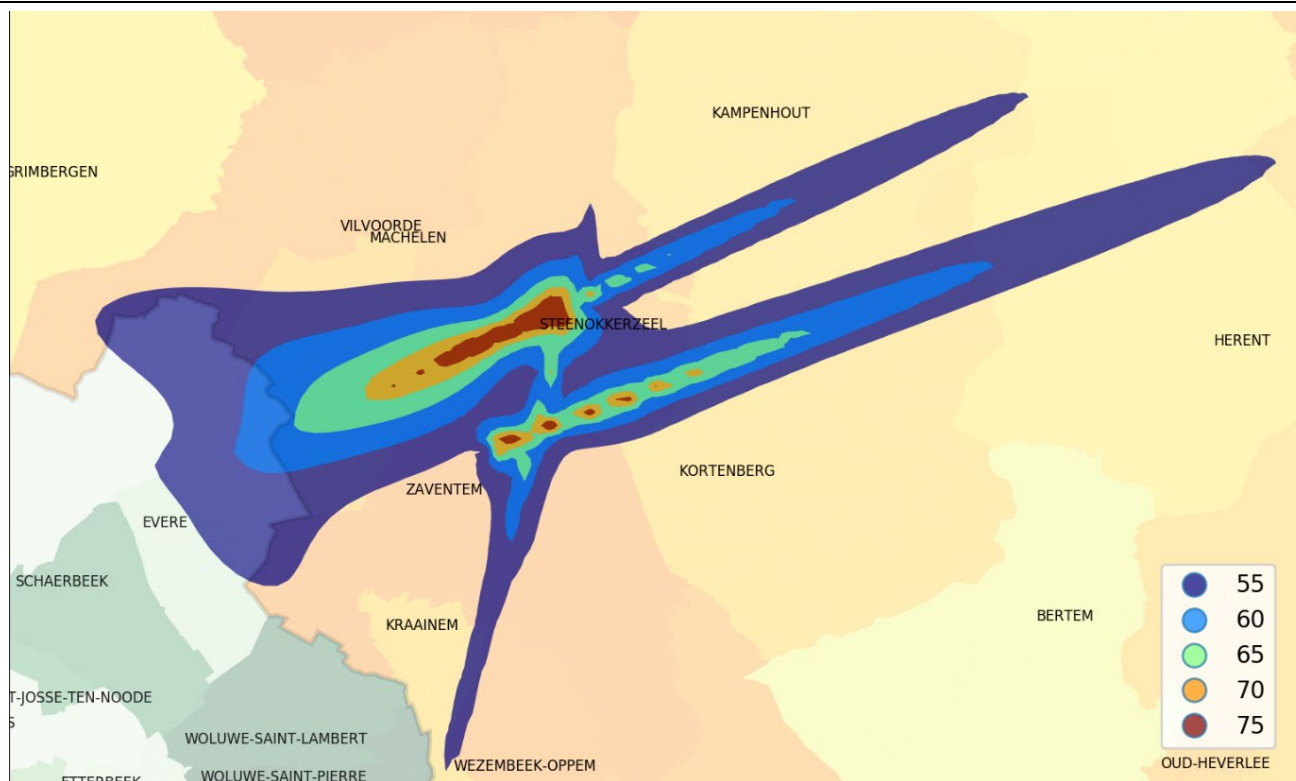 KAMPENHOUT
GRIMBERGEN
VILVOORDE
MACHELEN
STEENOKKERZEEL
HERENT
KORTENBERG
ZAVENTEM
EVERE
SCHAERBEEK
KRAAINEM
BERTEM
T-JOSSE-TEN-NOODE
S
WOLUWE-SAINT-LAMBERT
WEZEMBEEK-OPPEM
OUD-HEVERLEE
WOLUWE-SAINT-PIERRE
ETTERBEEK
55
60
65
70
75